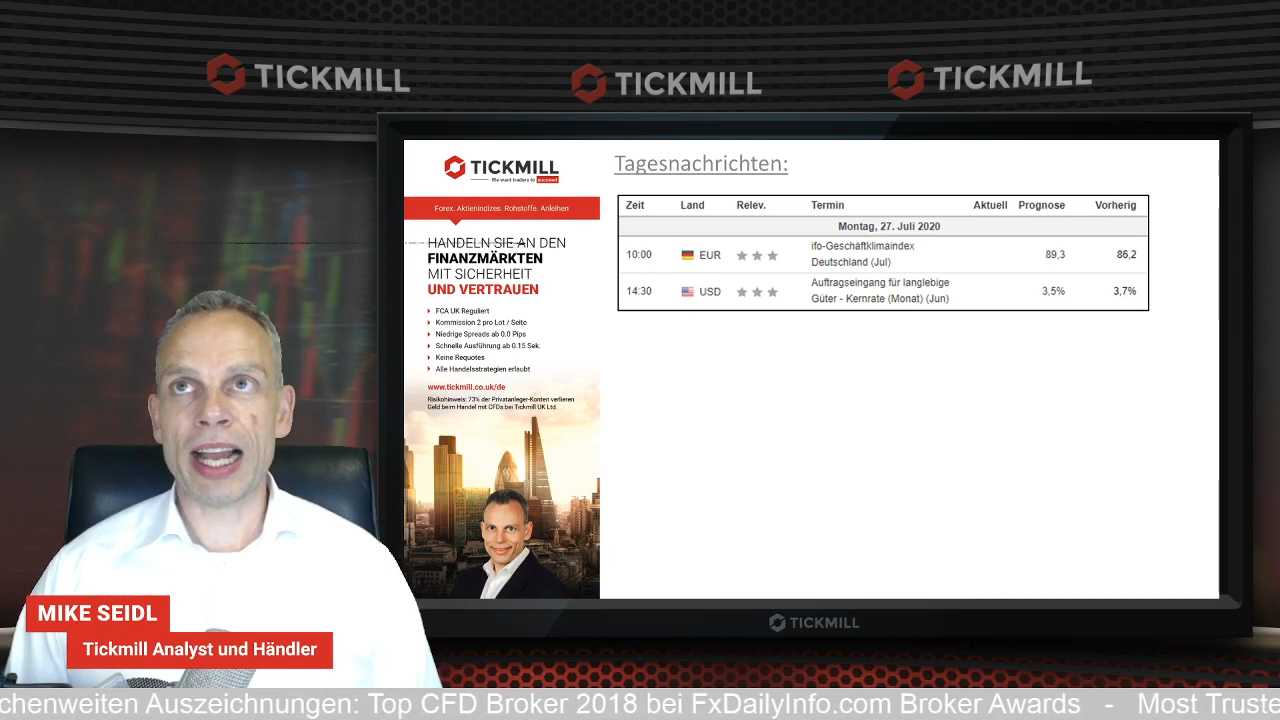 TICKMILL
TICKMILL
TICKMILL
TICKMILL
We want traders to succeed
Forex. Aktienindizes. Rohstoffe. Anleihen
HANDELN SIE AN DEN
FINANZMÄRKTEN
MIT SICHERHEIT
UND VERTRAUEN
FCA UK Reguliert
Kommission 2 pro Lot / Seite
Niedrige Spreads ab 0.0 Pips
Schnelle Ausführung ab 0.15 Sek.
Keine Requotes
Alle Handelsstrategien erlaubt
www.tickmill.co.uk/de
Risikohinweis: 73% der Privatanleger-Konten verlieren
Geld beim Handel mit CFDs bei Tickmill UK Ltd.
Tagesnachrichten:
Zeit Land Relev. Termin Aktuell Prognose Vorherig
Montag, 27. Juli 2020
10:00 EUR ifo-Geschäftklimaindex 89,3 86,2
Deutschland (Jul)
14:30 USD Auftragseingang für langlebige 3,5% 3,7%
Güter - Kernrate (Monat) (Jun)
TICKMILL
MIKE SEIDL
Tickmill Analyst und Händler
chenweiten Auszeichnungen: Top CFD Broker 2018 bei FxDailyInfo.com Broker Awards - Most Truste